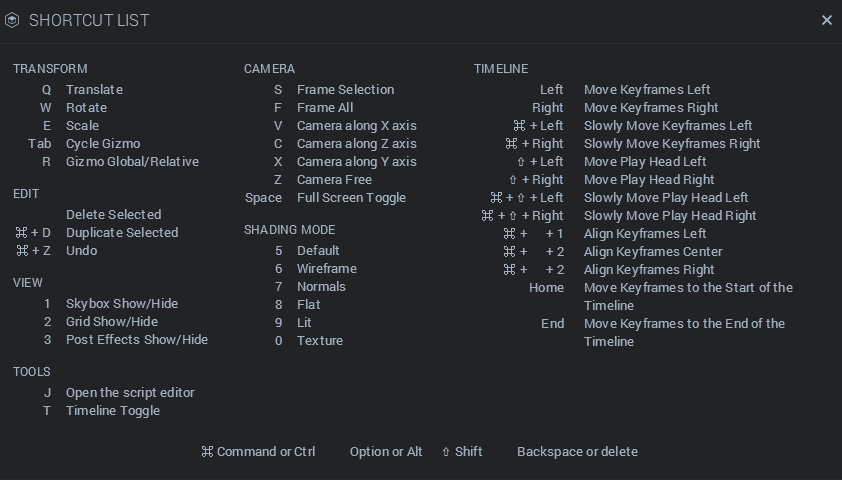 SHORTCUT LIST
TRANSFORM
Q Translate
W Rotate
E Scale
Tab Cycle Gizmo
R Gizmo Global/Relative
EDIT
Delete Selected
⌘ + D Duplicate Selected
⌘ + Z Undo
VIEW
1 Skybox Show/Hide
2 Grid Show/Hide
3 Post Effects Show/Hide
TOOLS
J Open the script editor
T Timeline Toggle
CAMERA
S Frame Selection
F Frame All
V Camera along X axis
C Camera along Z axis
X Camera along Y axis
Z Camera Free
Space Full Screen Toggle
SHADING MODE
5 Default
6 Wireframe
7 Normals
8 Flat
9 Lit
0 Texture
TIMELINE
Left Move Keyframes Left
Right Move Keyframes Right
⌘ + Left Slowly Move Keyframes Left
⌘ + Right Slowly Move Keyframes Right
⇧ + Left Move Play Head Left
⇧ + Right Move Play Head Right
⌘ + ⇧ + Left Slowly Move Play Head Left
⌘ + ⇧ + Right Slowly Move Play Head Right
⌘ + + 1 Align Keyframes Left
⌘ + + 2 Align Keyframes Center
⌘ + + 2 Align Keyframes Right
Home Move Keyframes to the Start of the
Timeline
End Move Keyframes to the End of the
Timeline
⌘ Command or Ctrl Option or Alt ⇧ Shift Backspace or delete